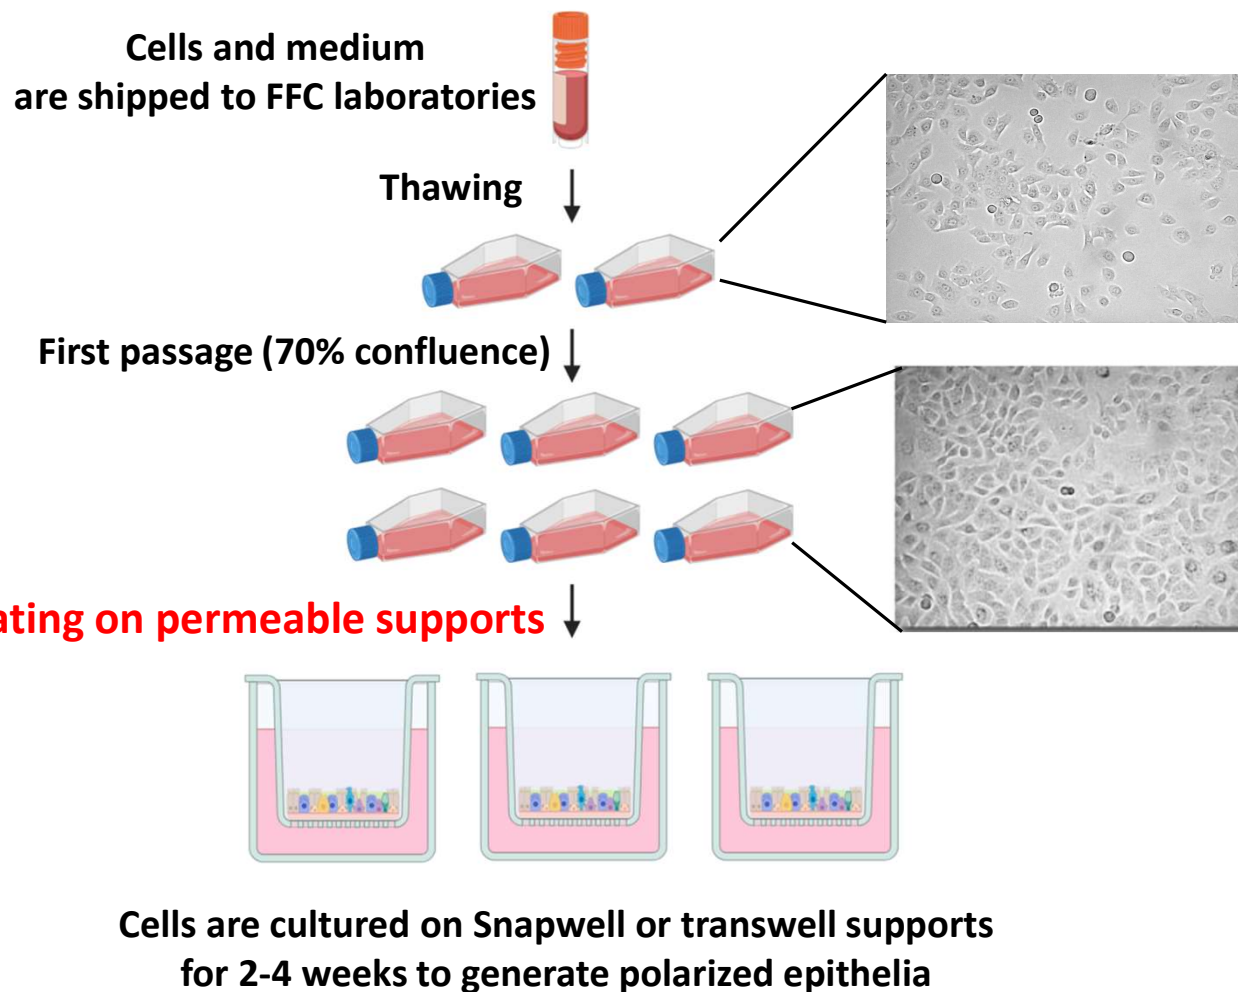 Cells and medium
are shipped to FFC laboratories
Thawing
First passage (70% confluence)
ating on permeable supports
Cells are cultured on Snapwell or transwell supports
for 2-4 weeks to generate polarized epithelia